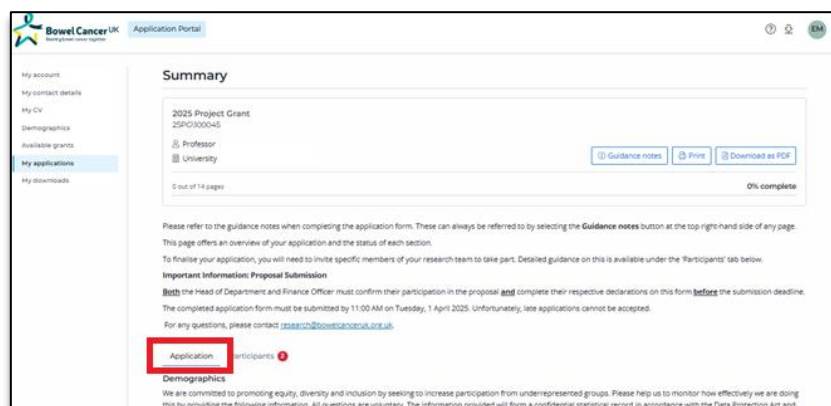 Bowel Cancer UK
Beating bowel cancer together
Application Portal
EM
My account
My contact details
My CV
Demographics
Available grants
My applications
My downloads
Summary
2025 Project Grant
25PO300045
Professor
University
Guidance notes
Print
Download as PDF
0 out of 14 pages
0% complete
Please refer to the guidance notes when completing the application form. These can always be referred to by selecting the Guidance notes button at the top right-hand side of any page.
This page offers an overview of your application and the status of each section.
To finalise your application, you will need to invite specific members of your research team to take part. Detailed guidance on this is available under the 'Participants' tab below.
Important Information: Proposal Submission
Both the Head of Department and Finance Officer must confirm their participation in the proposal and complete their respective declarations on this form before the submission deadline.
The completed application form must be submitted by 11:00 AM on Tuesday, 1 April 2025. Unfortunately, late applications cannot be accepted.
For any questions, please contact research@bowelcanceruk.org.uk.
Application
articipants 2
Demographics
We are committed to promoting equity, diversity and inclusion by seeking to increase participation from underrepresented groups. Please help us to monitor how effectively we are doing
this by providing the following information. All questions are voluntary. The information provided will form a confidential statistical record in accordance with the Data Protection Act and